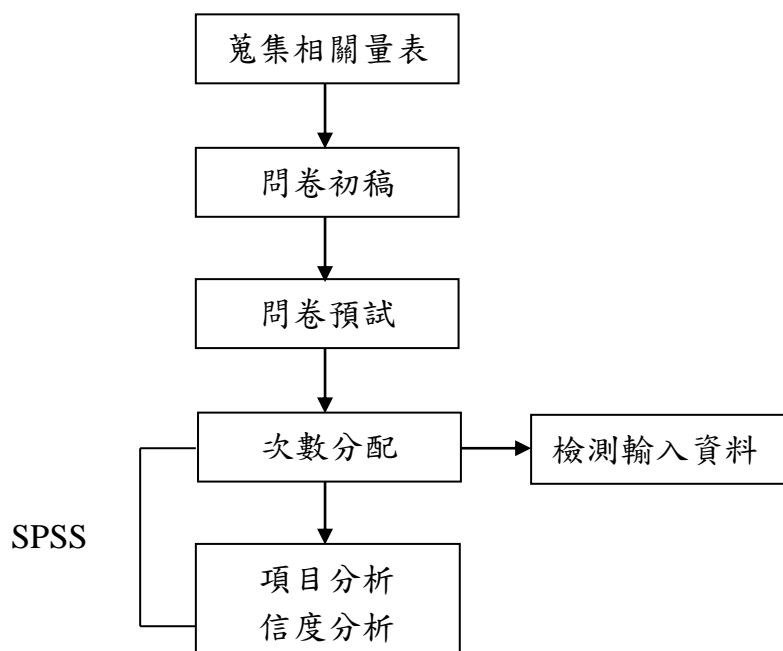 蒐集相關量表
問卷初稿
問卷預試
次數分配
檢測輸入資料
SPSS
項目分析
信度分析